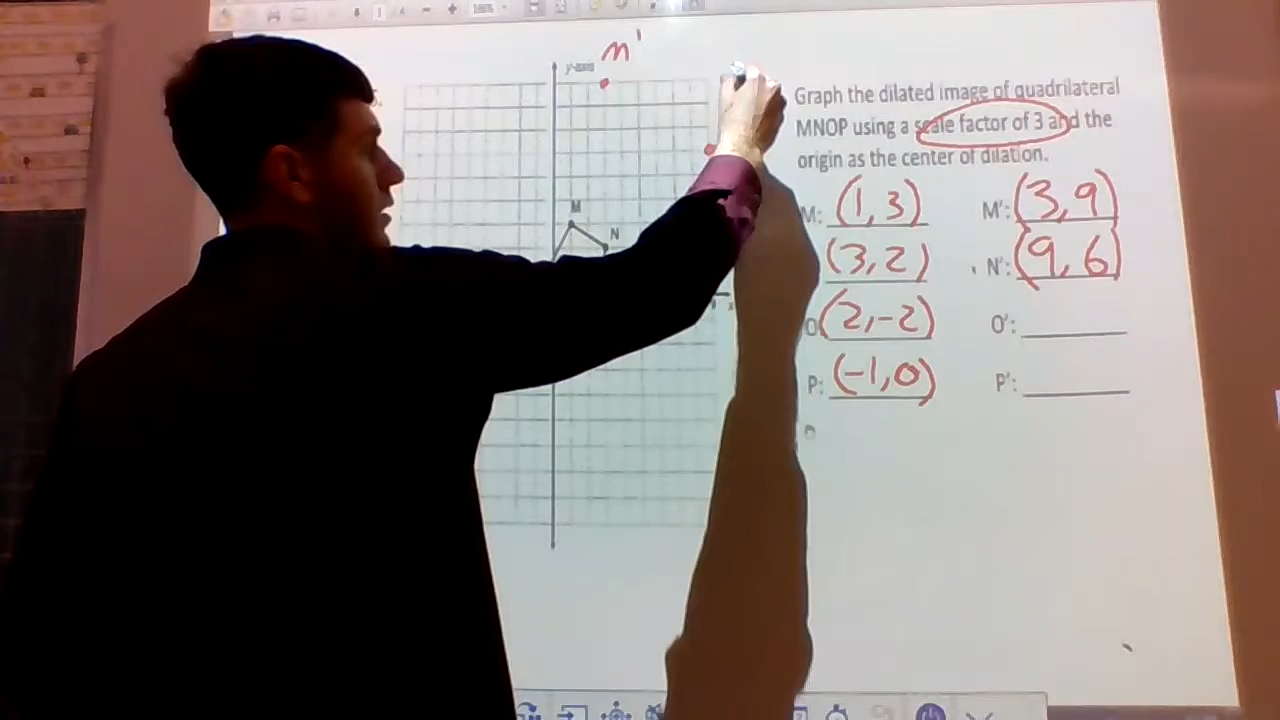 M'
y-axis
M
N
x
Graph the dilated image of quadrilateral
MNOP using a scale factor of 3 and the
origin as the center of dilation.
M: (1,3) M': (3,9)
(3,2) N': (9,6)
O (2,-2) O':
P: (-1,0) P':